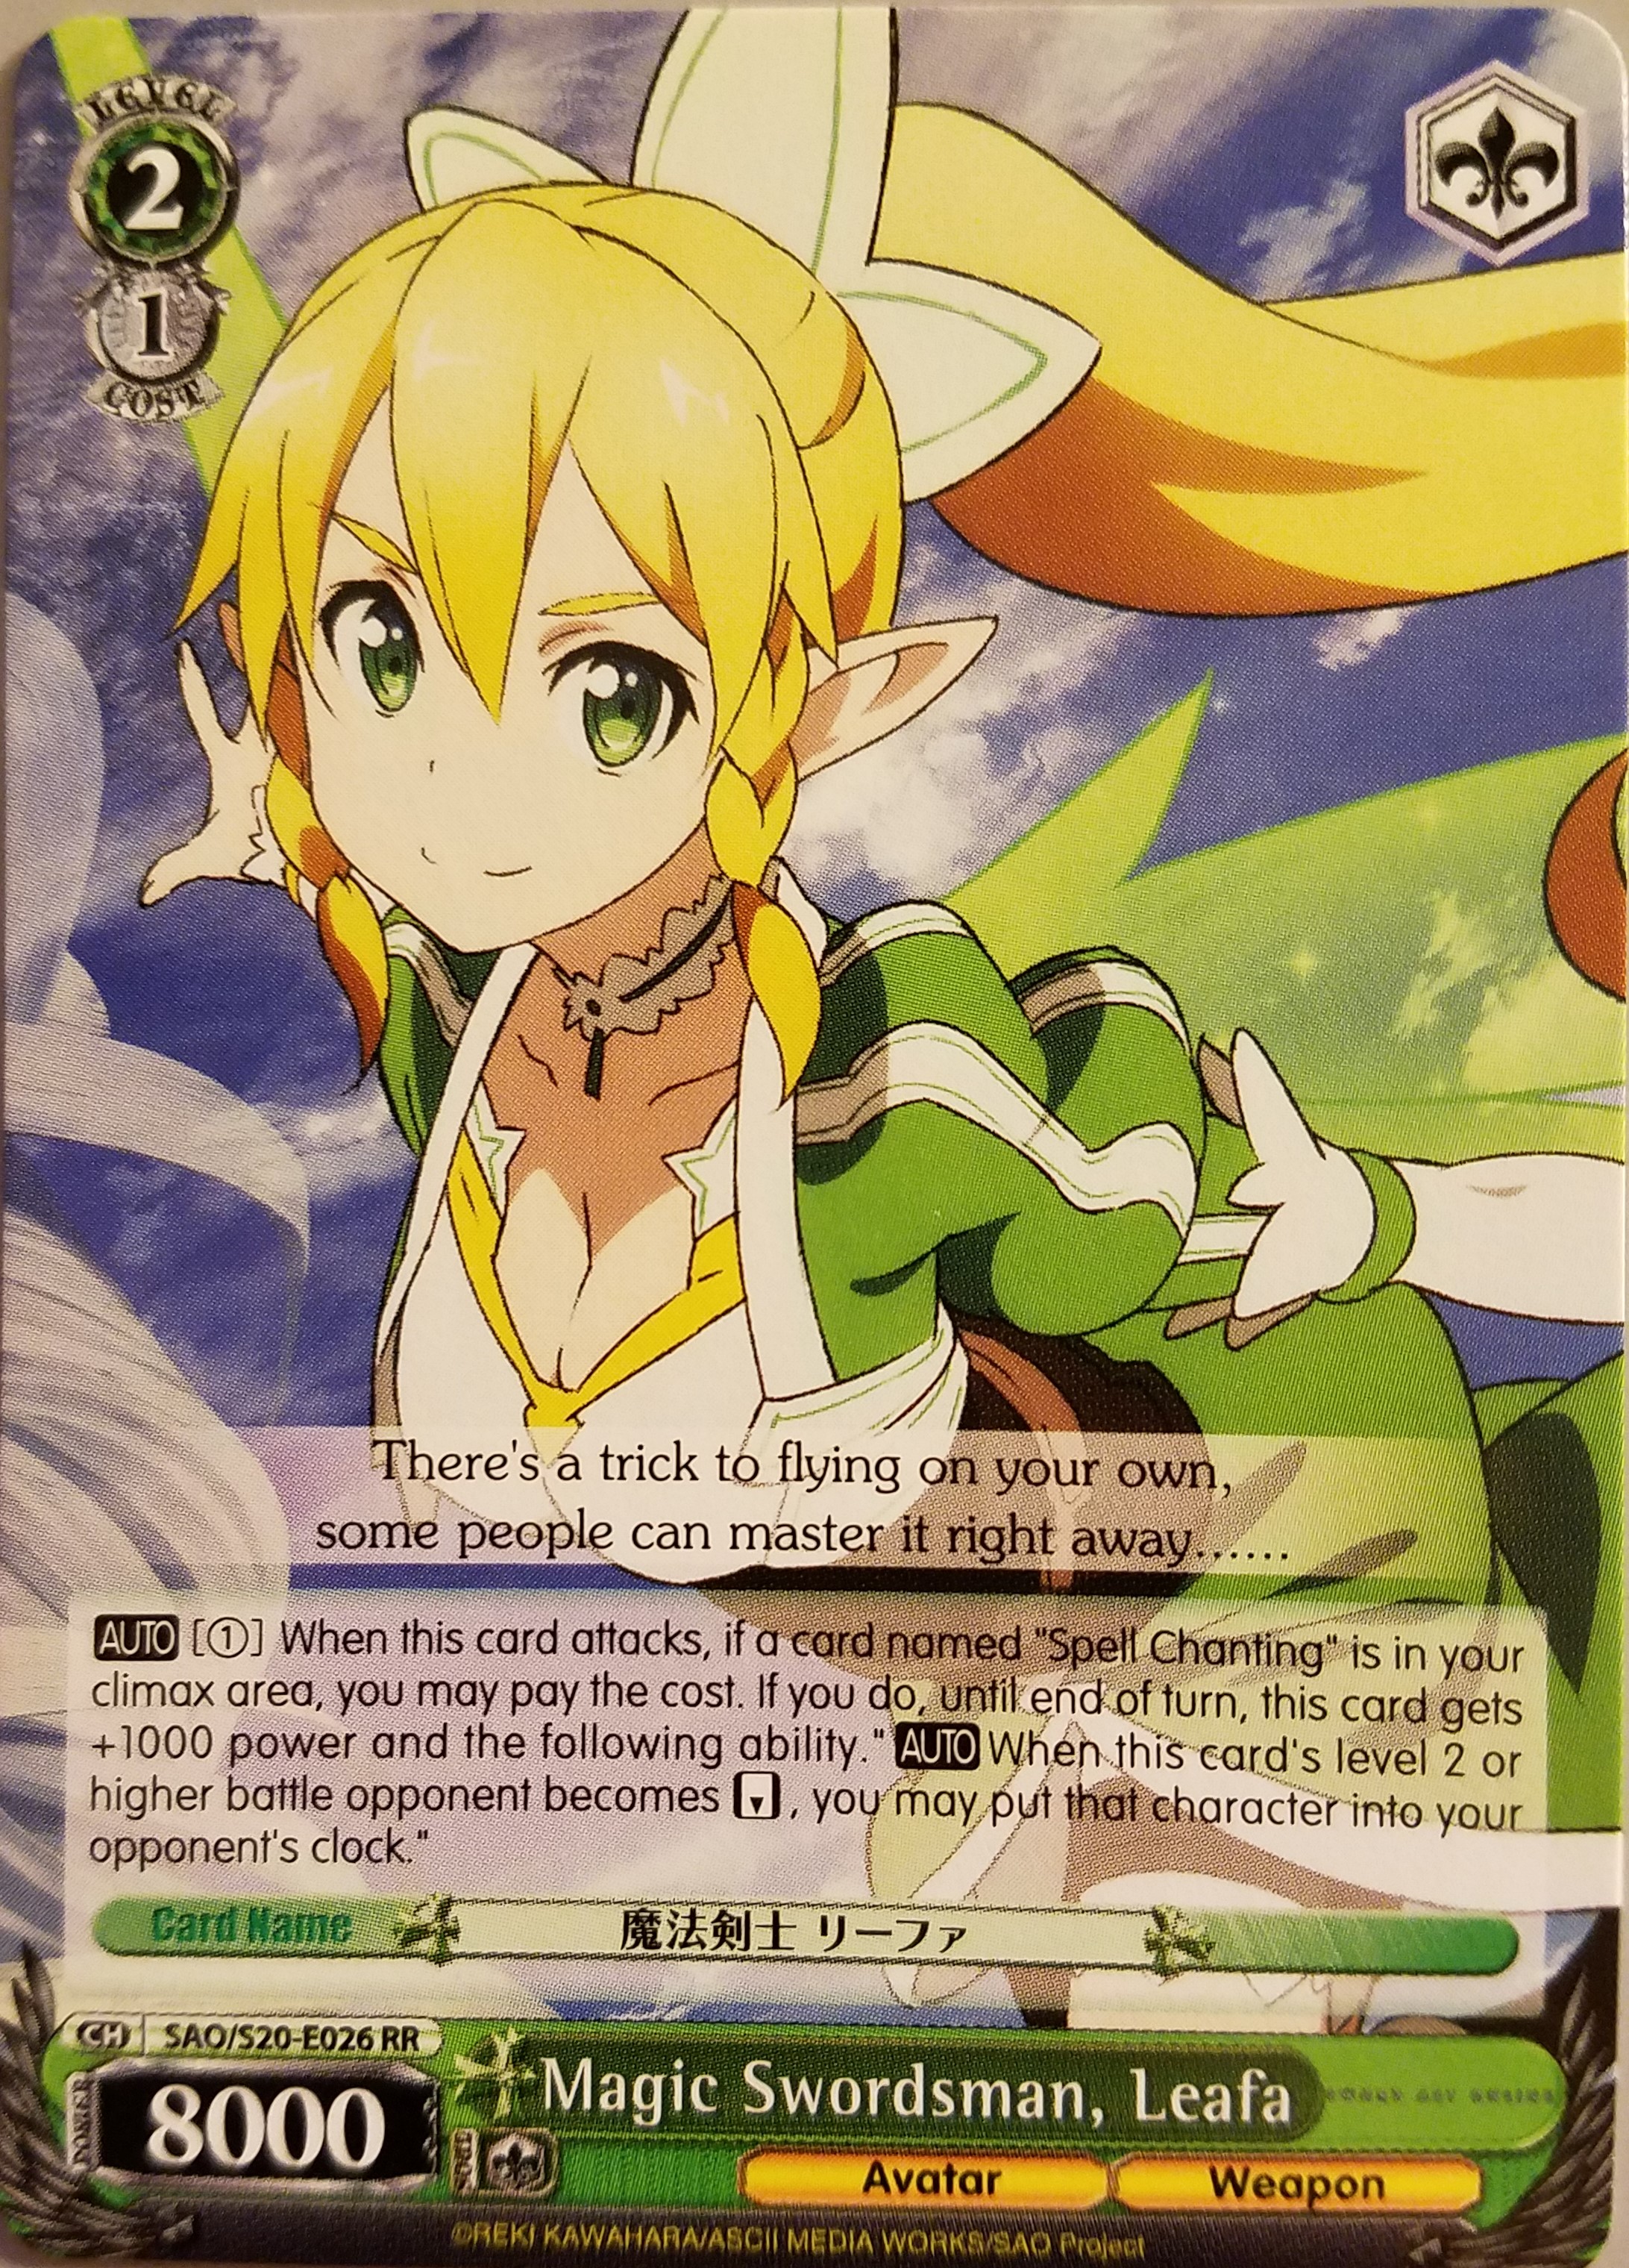 LEVEL
2
1
COST
There's a trick to flying on your own,
some people can master it right away......
AUTO [①] When this card attacks, if a card named "Spell Chanting" is in your
climax area, you may pay the cost. If you do, until end of turn, this card gets
+1000 power and the following ability." AUTO When this card's level 2 or
higher battle opponent becomes , you may put that character into your
opponent's clock."
Card Name
魔法剣士 リーファ
CH SAO/S20-E026 RR
POWER
8000
Magic Swordsman, Leafa
SIDE
Avatar
Weapon
©REKI KAWAHARA/ASCII MEDIA WORKS/SAO Project